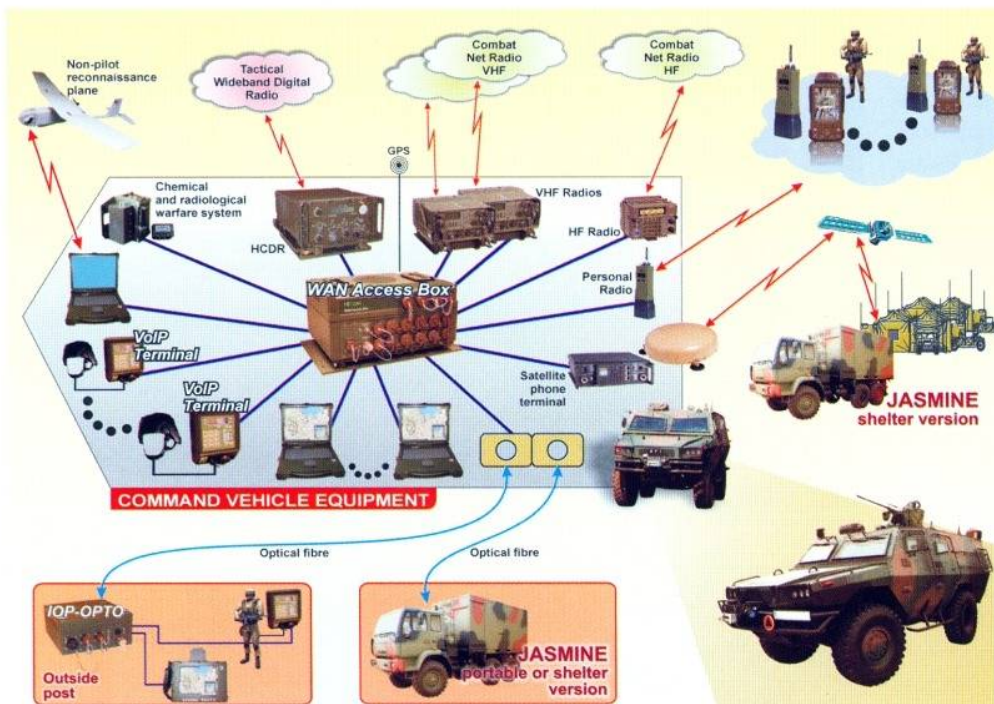 Non-pilot
reconnaissance
plane
Tactical
Wideband Digital
Radio
Combat
Net Radio
VHF
Combat
Net Radio
HF
GPS
Chemical
and radiological
warfare system
HCDR
VHF Radios
HF Radio
Personal
Radio
WAN Access Box
VoIP
Terminal
VoIP
Terminal
Satellite
phone
terminal
JASMINE
shelter version
COMMAND VEHICLE EQUIPMENT
Optical fibre
Optical fibre
IQP-OPTO
Outside
post
JASMINE
portable or shelter
version